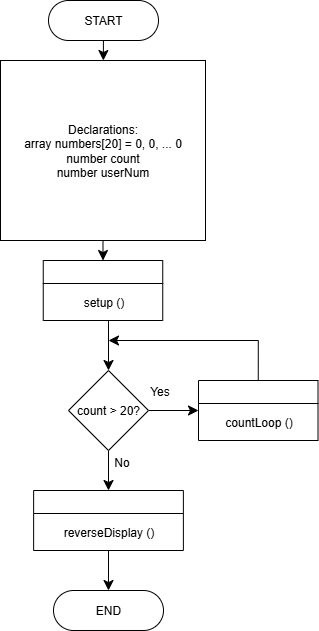 START
Declarations:
array numbers[20] = 0, 0, ... 0
number count
number userNum
setup ()
count > 20?
Yes
countLoop ()
No
reverseDisplay ()
END